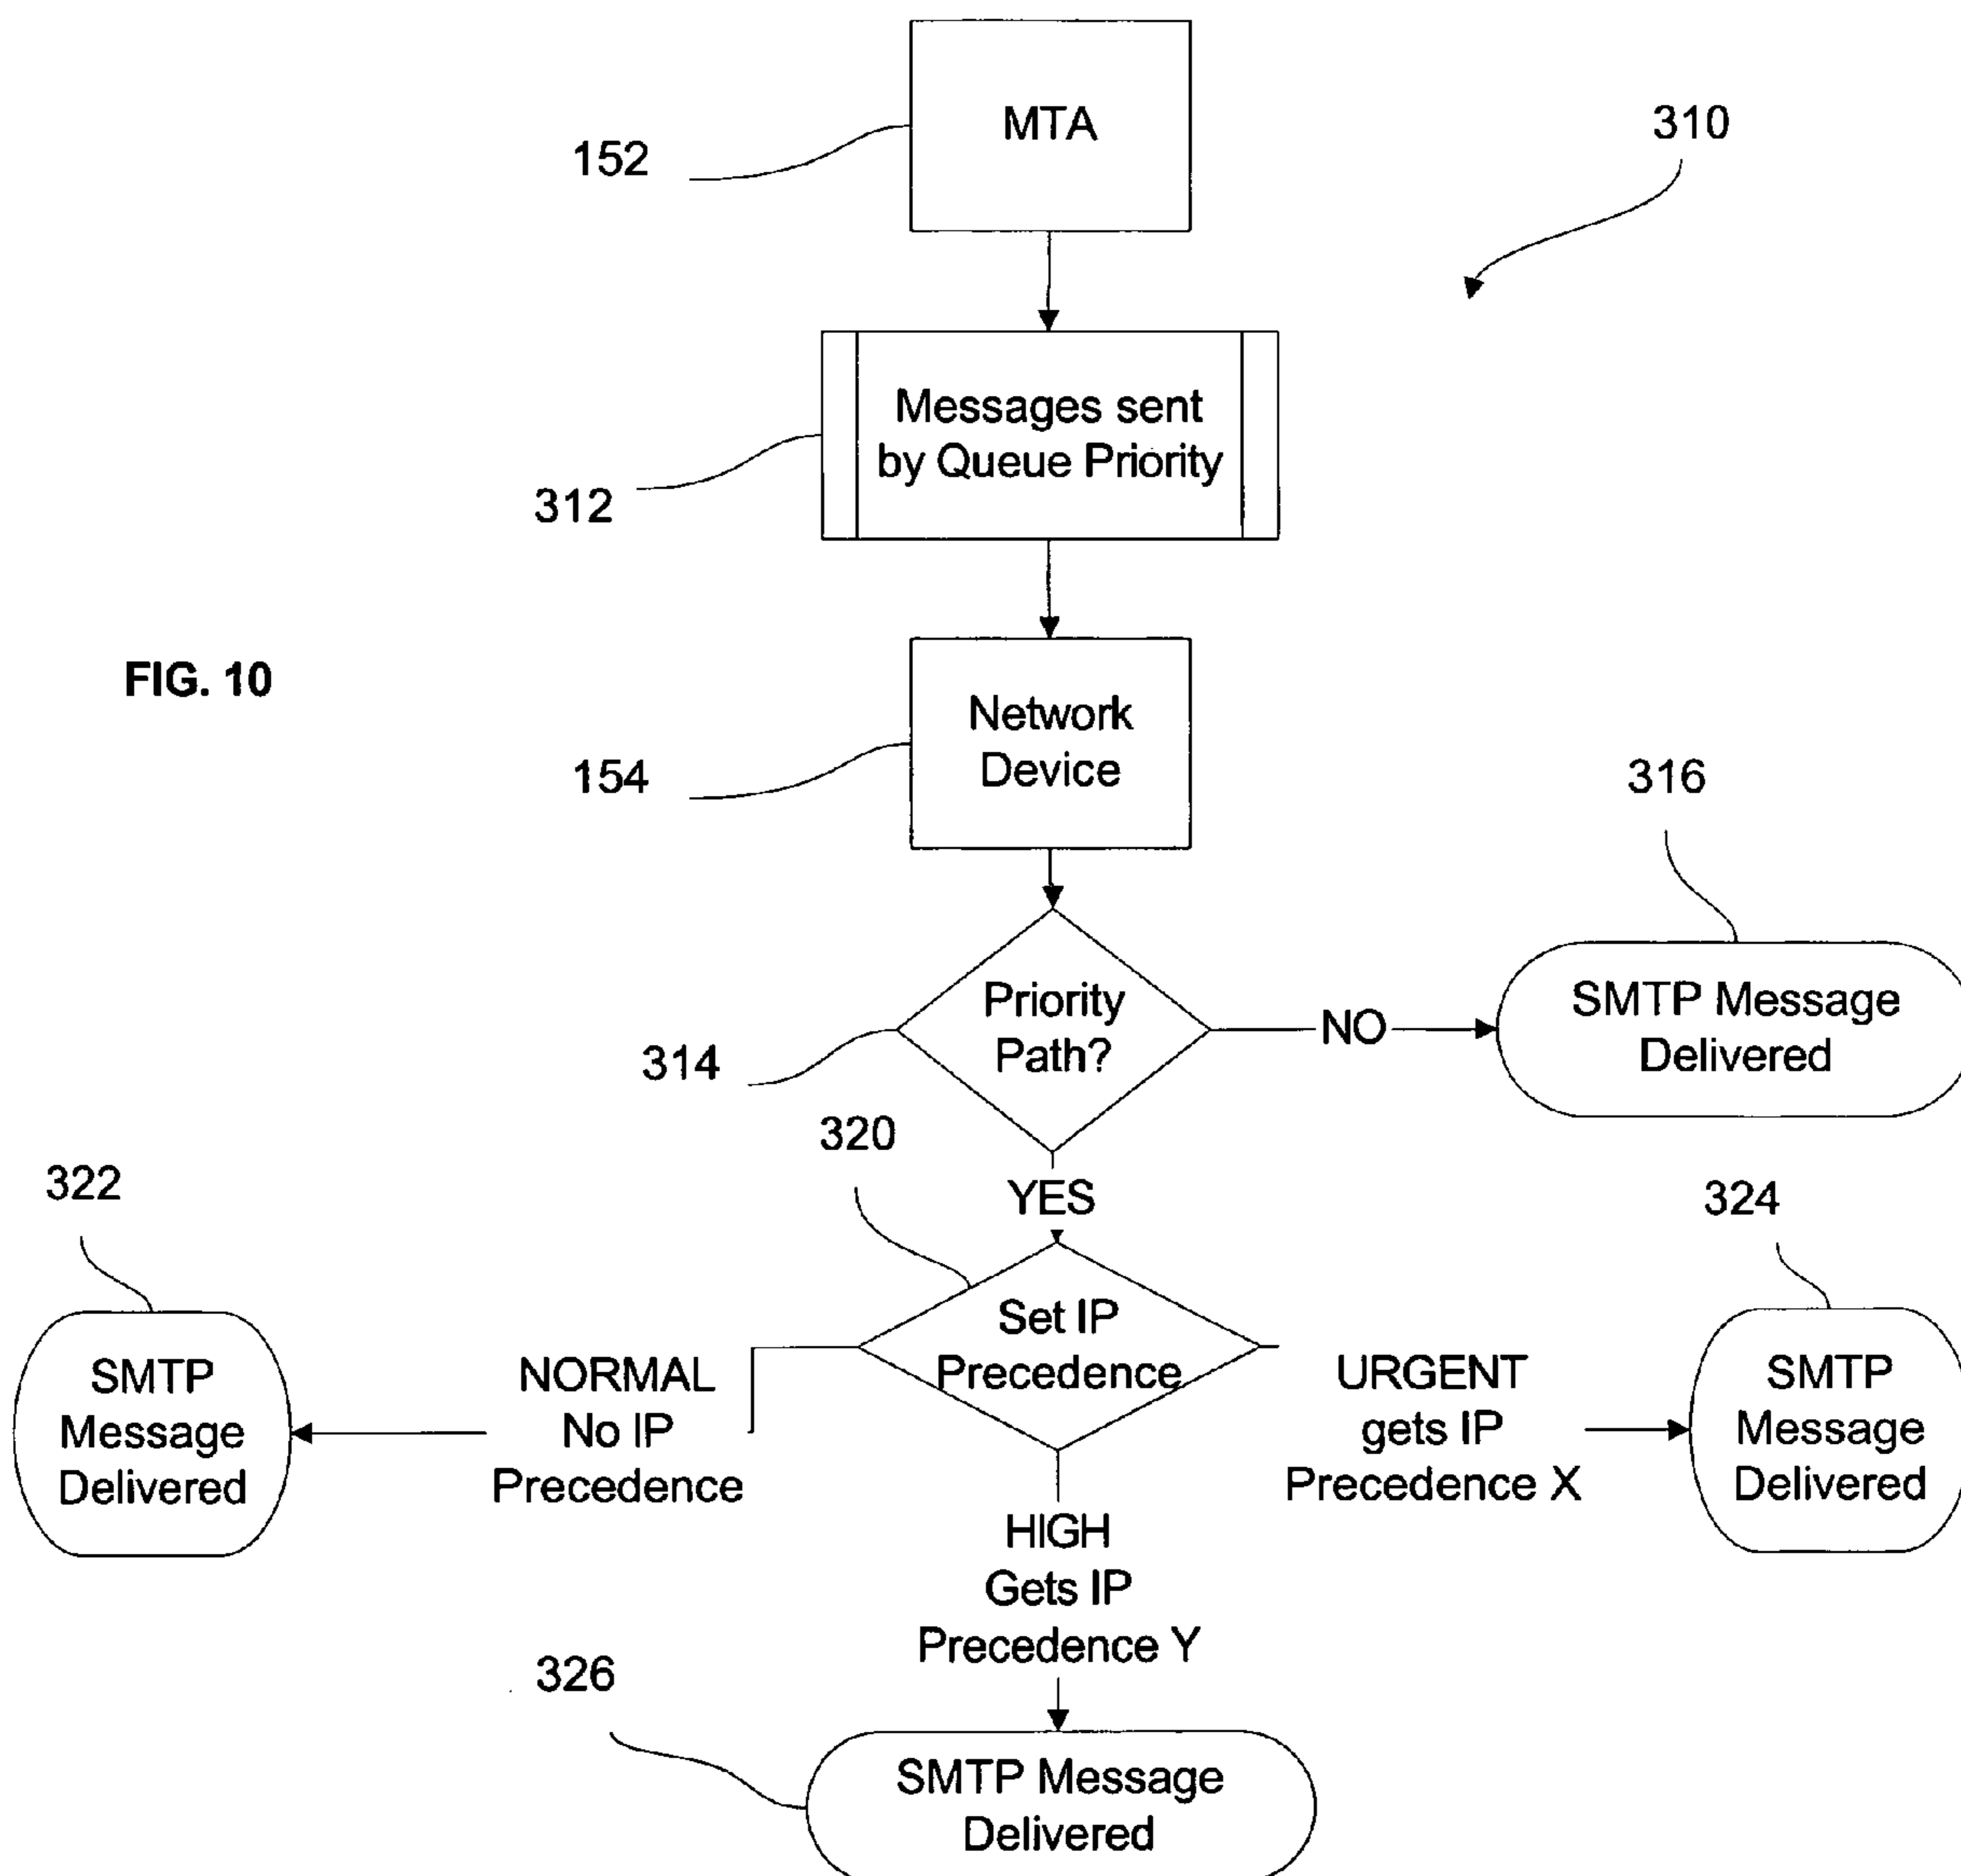 MTA
152
310
Messages sent
by Queue Priority
312
FIG. 10
Network
Device
154
316
Priority
Path?
NO
SMTP Message
Delivered
314
320
YES
322
324
Set IP
Precedence
SMTP
Message
Delivered
NORMAL
No IP
Precedence
URGENT
gets IP
Precedence X
SMTP
Message
Delivered
HIGH
Gets IP
Precedence Y
326
SMTP Message
Delivered